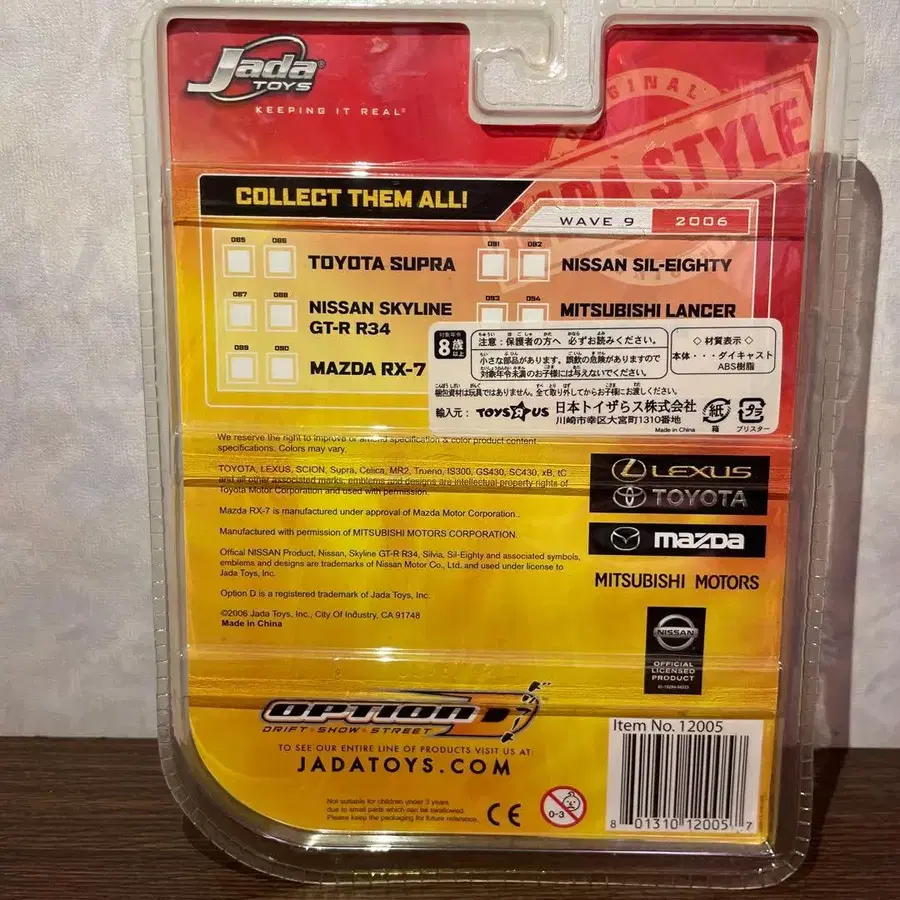 Jada®
TOYS
KEEPING IT REAL®
ORIGINAL
JADA STYLE
COLLECT THEM ALL!
WAVE 9 2006
085 086
TOYOTA SUPRA
091 092
NISSAN SIL-EIGHTY
087 088
NISSAN SKYLINE
GT-R R34
093 094
MITSUBISHI LANCER
089 090
MAZDA RX-7
対象年令
8歳以上
注意:保護者の方へ 必ずお読みください。
小さな部品があります。誤飲の危険がありますので
対象年令未満のお子様には与えないでください。
◇ 材質表示 ◇
本体・・・ダイキャスト
ABS樹脂
梱包資材は玩具ではありません。全て取り外してからお子様にお渡しください。
輸入元: TOYS R US 日本トイザらス株式会社
川崎市幸区大宮町1310番地
Made in China
紙
箱
プラ
ブリスター
We reserve the right to improve or amend specification & color product content
specifications. Colors may vary.
TOYOTA, LEXUS, SCION, Supra, Celica, MR2, Trueno, IS300, GS430, SC430, xB, tC
and all other associated marks, emblems and designs are intellectual property rights of
Toyota Motor Corporation and used with permission.
Mazda RX-7 is manufactured under approval of Mazda Motor Corporation..
Manufactured with permission of MITSUBISHI MOTORS CORPORATION.
Offical NISSAN Product, Nissan, Skyline GT-R R34, Silvia, Sil-Eighty and associated symbols,
emblems and designs are trademarks of Nissan Motor Co., Ltd. and used under license to
Jada Toys, Inc.
Option D is a registered trademark of Jada Toys, Inc.
©2006 Jada Toys, Inc., City Of Industry, CA 91748
Made in China
LEXUS
TOYOTA
mazda
MITSUBISHI MOTORS
NISSAN
OFFICIAL
LICENSED
PRODUCT
OPTION D
DRIFT SHOW STREET
TO SEE OUR ENTIRE LINE OF PRODUCTS VISIT US AT:
JADATOYS.COM
Not suitable for children under 3 years
due to small parts which can be swallowed.
Please keep the packaging for future reference.
CE
0-3
Item No. 12005
8 01310 12005 7